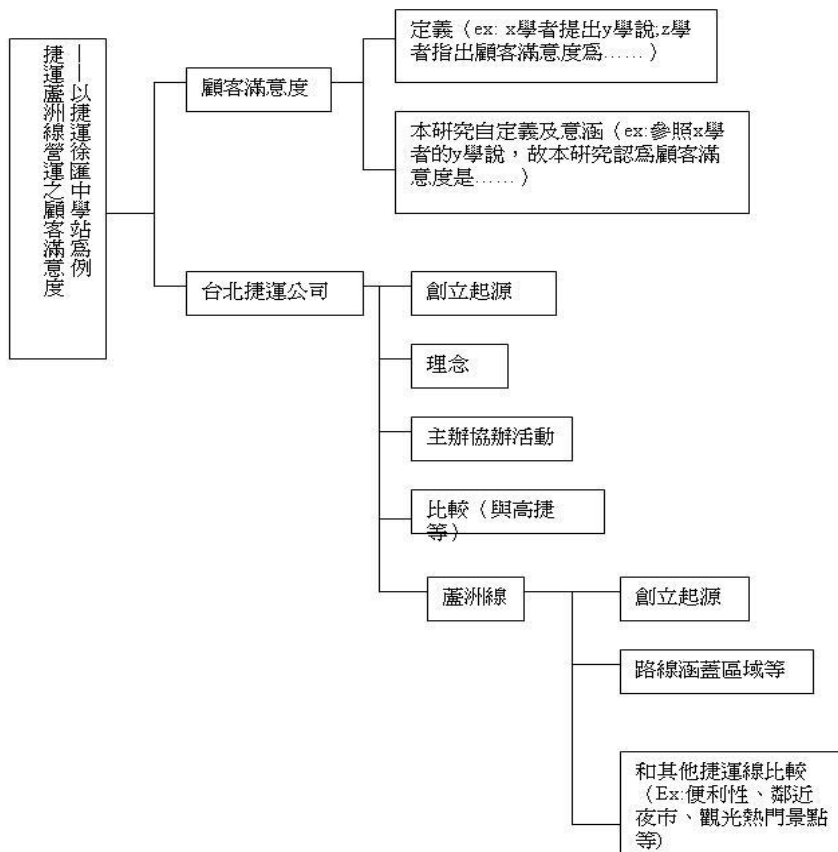 捷運蘆洲線營運之顧客滿意度
——以捷運徐匯中學站為例
顧客滿意度
定義（ex: x學者提出y學說;z學
者指出顧客滿意度為……）
本研究自定義及意涵（ex:參照x學
者的y學說，故本研究認為顧客滿
意度是……）
台北捷運公司
創立起源
理念
主辦協辦活動
比較（與高捷
等）
蘆洲線
創立起源
路線涵蓋區域等
和其他捷運線比較
（Ex:便利性、鄰近
夜市、觀光熱門景點
等)